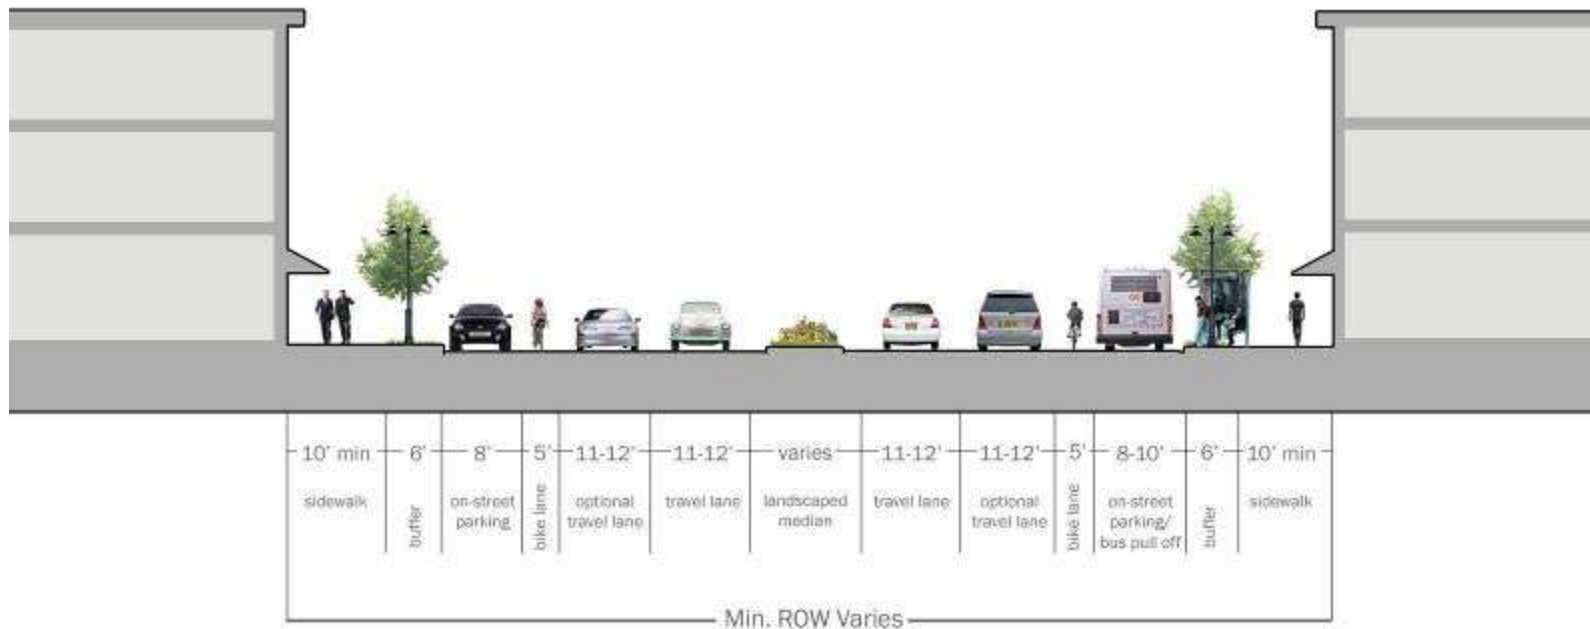 10' min 6' 8' 5' 11-12' 11-12' varies 11-12' 11-12' 5' 8-10' 6' 10' min
sidewalk
buffer
on-street
parking
bike lane
optional
travel lane
travel lane
landscaped
median
travel lane
optional
travel lane
bike lane
on-street
parking/
bus pull off
buffer
sidewalk
Min. ROW Varies